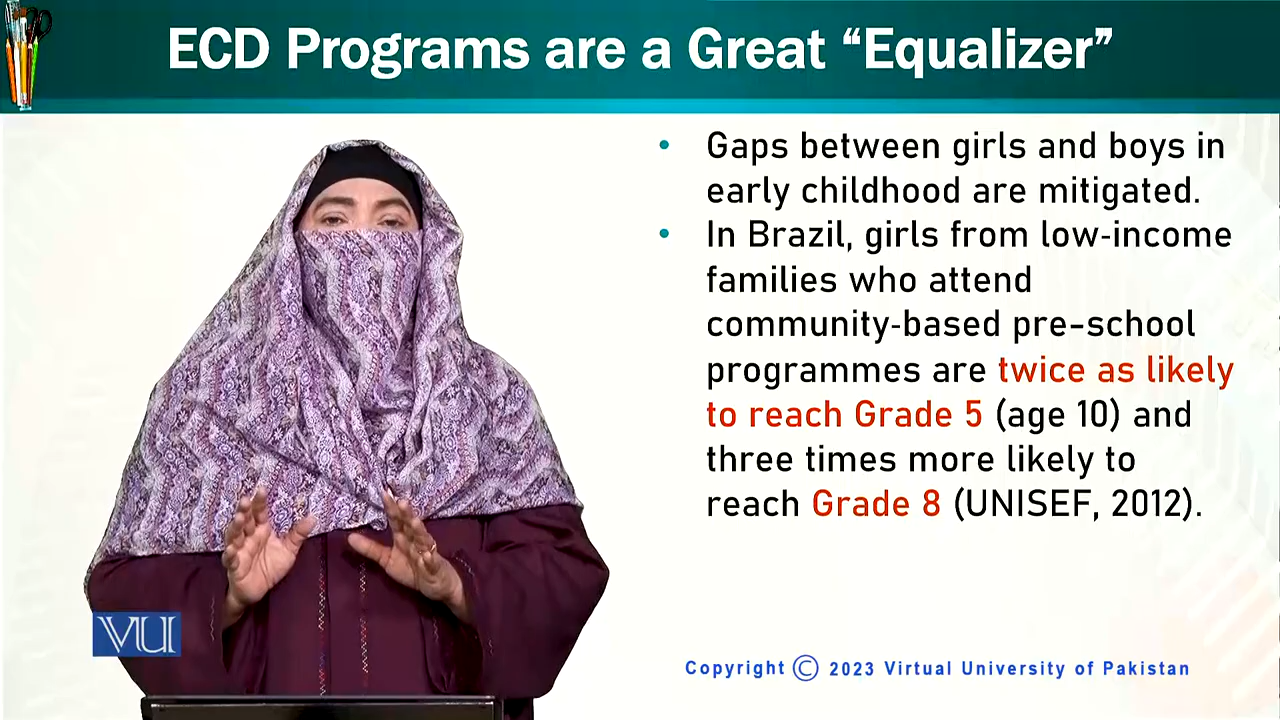 ECD Programs are a Great “Equalizer”
• Gaps between girls and boys in
early childhood are mitigated.
• In Brazil, girls from low-income
families who attend
community-based pre-school
programmes are twice as likely
to reach Grade 5 (age 10) and
three times more likely to
reach Grade 8 (UNISEF, 2012).
VU
Copyright © 2023 Virtual University of Pakistan